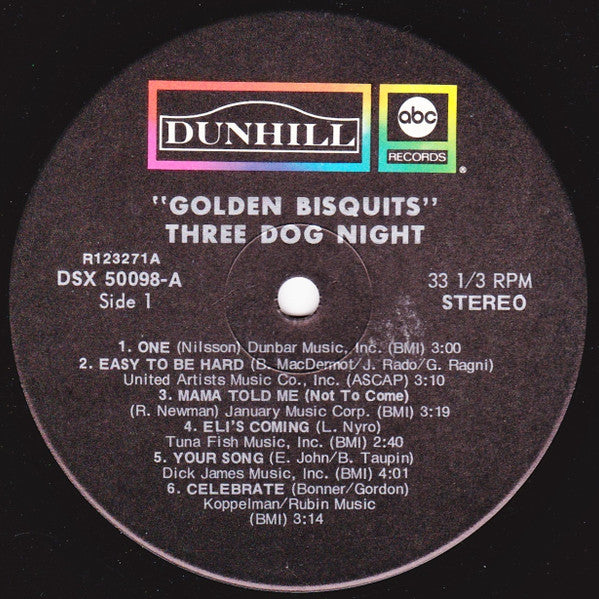 DUNHILL
abc
RECORDS
®
"GOLDEN BISQUITS"
THREE DOG NIGHT
R123271A
DSX 50098-A
Side 1
33 1/3 RPM
STEREO
1. ONE (Nilsson) Dunbar Music, Inc. (BMI) 3:00
2. EASY TO BE HARD (B. MacDermot/J. Rado/G. Ragni)
United Artists Music Co., Inc. (ASCAP) 3:10
3. MAMA TOLD ME (Not To Come)
(R. Newman) January Music Corp. (BMI) 3:19
4. ELI'S COMING (L. Nyro)
Tuna Fish Music, Inc. (BMI) 2:40
5. YOUR SONG (E. John/B. Taupin)
Dick James Music, Inc. (BMI) 4:01
6. CELEBRATE (Bonner/Gordon)
Koppelman/Rubin Music
(BMI) 3:14